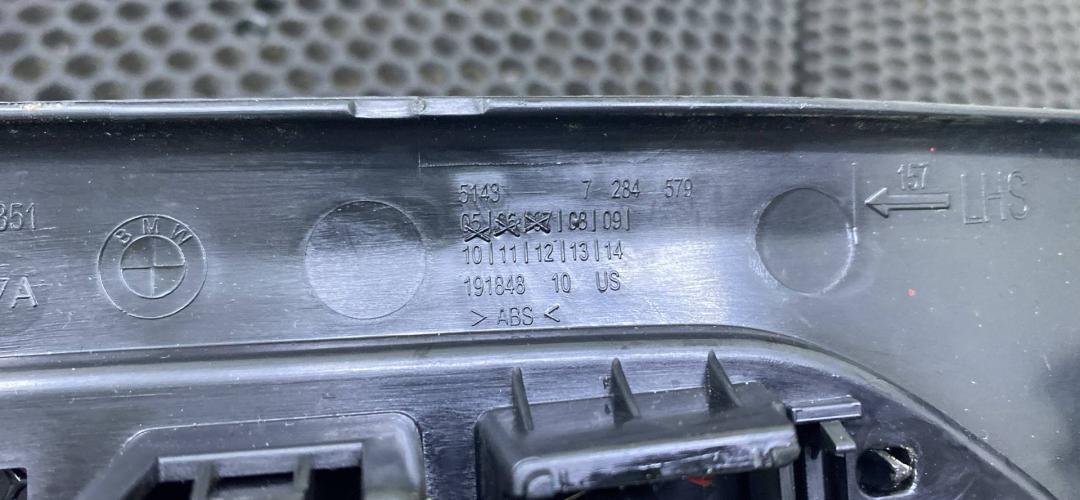 351
7A
BMW
5143 7 284 579
05|06|07|08|09|
10|11|12|13|14
191848 10 US
> ABS <
157
LHS